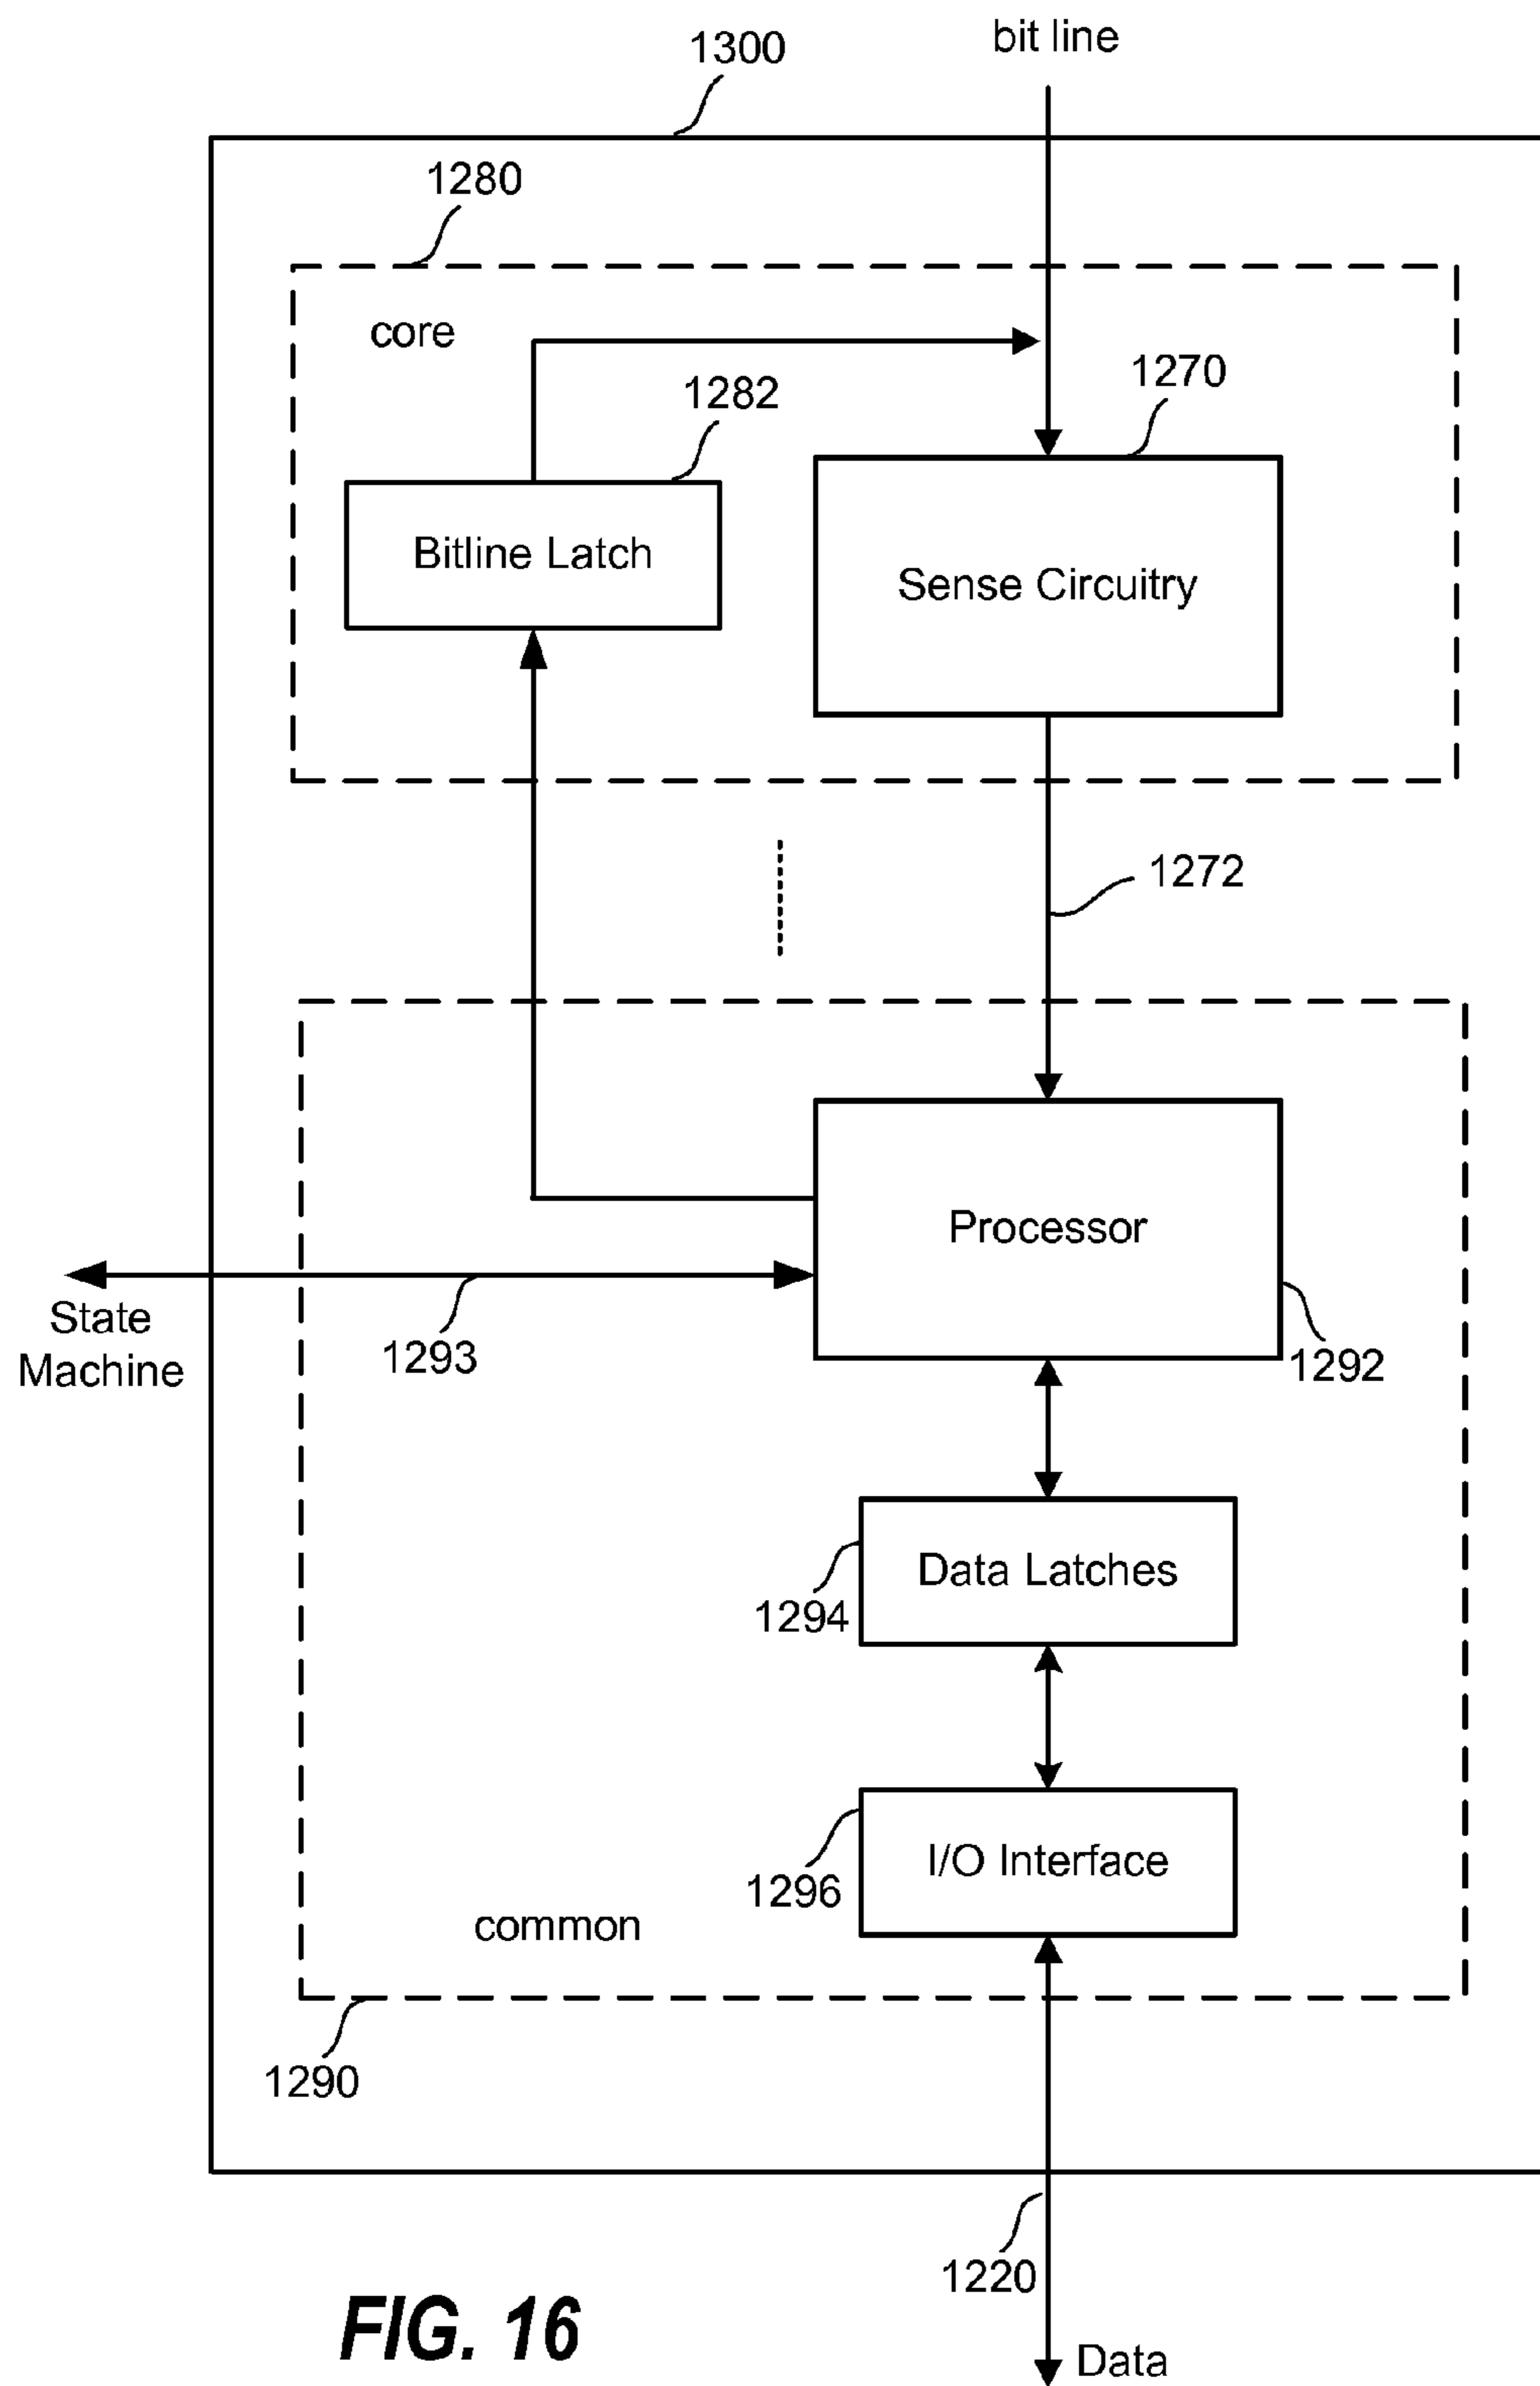 bit line
1300
1280
core
1270
1282
Bitline Latch
Sense Circuitry
1272
Processor
State
Machine
1293
1292
Data Latches
1294
I/O Interface
1296
common
1290
1220
FIG. 16
Data